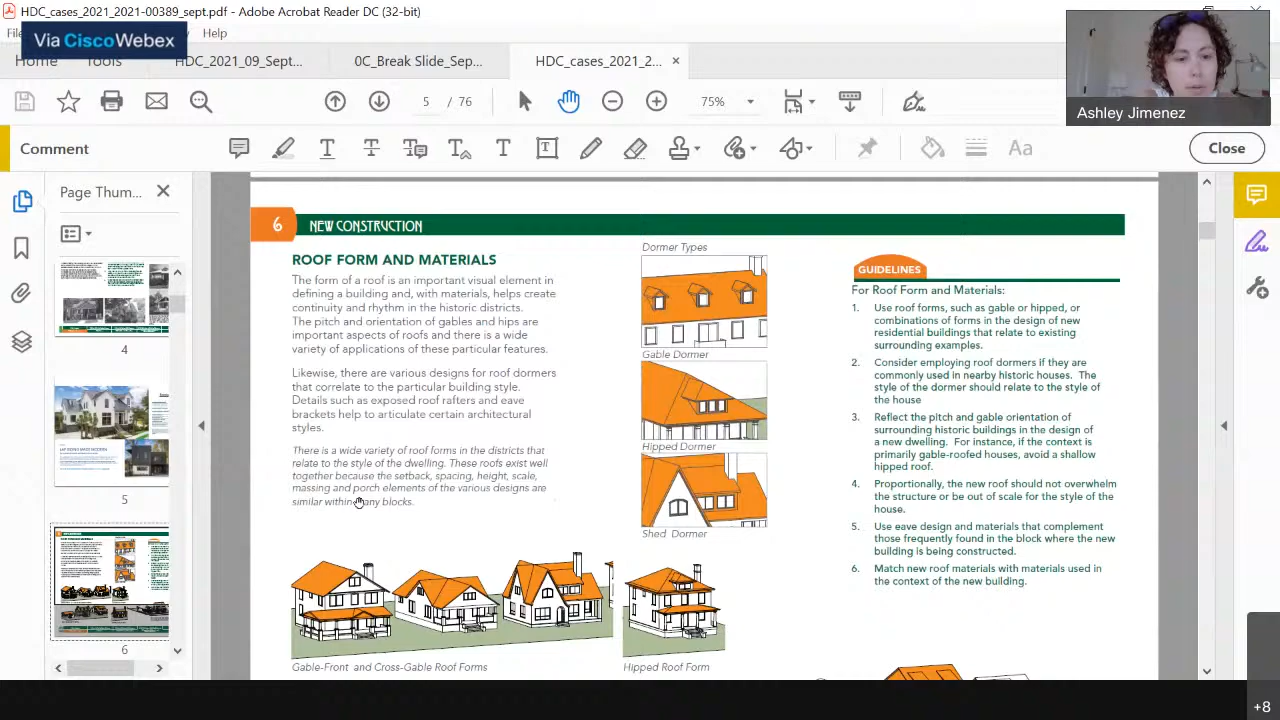 HDC_cases_2021_2021-00389_sept.pdf - Adobe Acrobat Reader DC (32-bit)
Via Cisco Webex
Help
Home
Tools
HDC_2021_09_Sept...
0C_Break Slide_Sep...
HDC_cases_2021_2...
5 / 76
75%
Ashley Jimenez
Comment
Aa
Close
Page Thum...
4
5
6
6 NEW CONSTRUCTION
ROOF FORM AND MATERIALS
The form of a roof is an important visual element in
defining a building and, with materials, helps create
continuity and rhythm in the historic districts.
The pitch and orientation of gables and hips are
important aspects of roofs and there is a wide
variety of applications of these particular features.
Likewise, there are various designs for roof dormers
that correlate to the particular building style.
Details such as exposed roof rafters and eave
brackets help to articulate certain architectural
styles.
There is a wide variety of roof forms in the districts that
relate to the style of the dwelling. These roofs exist well
together because the setback, spacing, height, scale,
massing and porch elements of the various designs are
similar within many blocks.
Gable-Front and Cross-Gable Roof Forms
Hipped Roof Form
Dormer Types
Gable Dormer
Hipped Dormer
Shed Dormer
GUIDELINES
For Roof Form and Materials:
1. Use roof forms, such as gable or hipped, or
combinations of forms in the design of new
residential buildings that relate to existing
surrounding examples.
2. Consider employing roof dormers if they are
commonly used in nearby historic houses. The
style of the dormer should relate to the style of
the house
3. Reflect the pitch and gable orientation of
surrounding historic buildings in the design of
a new dwelling. For instance, if the context is
primarily gable-roofed houses, avoid a shallow
hipped roof.
4. Proportionally, the new roof should not overwhelm
the structure or be out of scale for the style of the
house.
5. Use eave design and materials that complement
those frequently found in the block where the new
building is being constructed.
6. Match new roof materials with materials used in
the context of the new building.
+8